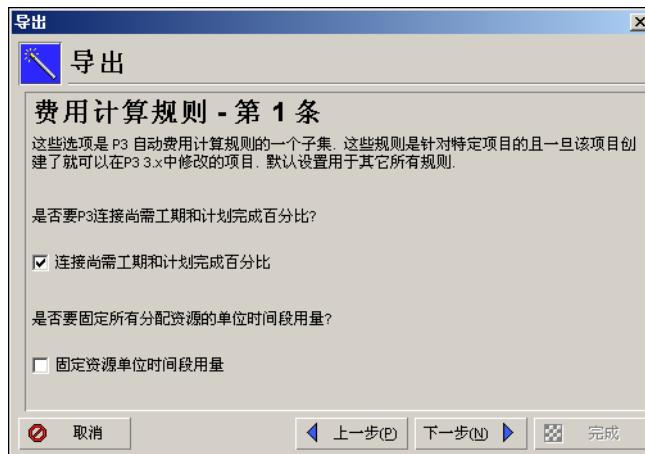 导出
导出
费用计算规则 - 第 1 条
这些选项是 P3 自动费用计算规则的一个子集. 这些规则是针对特定项目的且一旦该项目创
建了就可以在P3 3.x中修改的项目. 默认设置用于其它所有规则.
是否要P3连接尚需工期和计划完成百分比?
连接尚需工期和计划完成百分比
是否要固定所有分配资源的单位时间段用量?
固定资源单位时间段用量
取消 上一步(P) 下一步(N) 完成